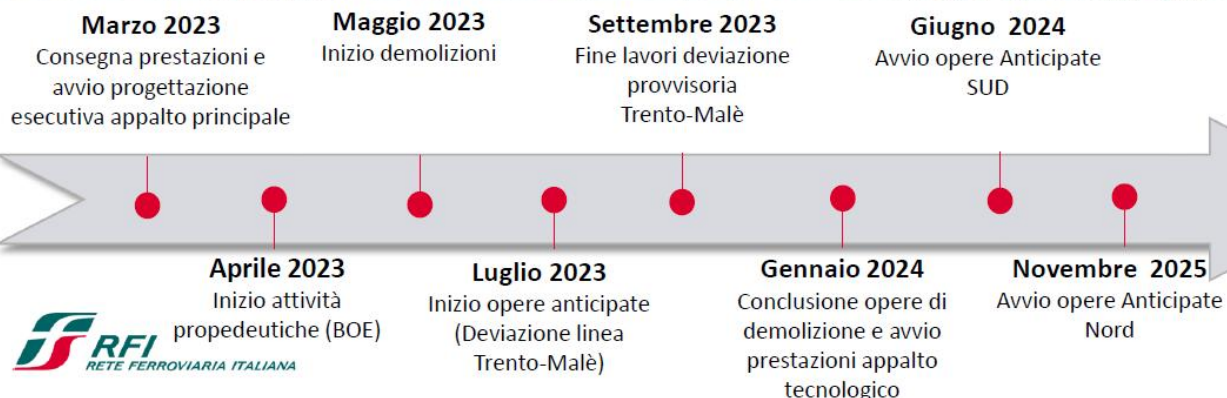 Marzo 2023
Consegna prestazioni e
avvio progettazione
esecutiva appalto principale
Maggio 2023
Inizio demolizioni
Settembre 2023
Fine lavori deviazione
provvisoria
Trento-Malè
Giugno 2024
Avvio opere Anticipate
SUD
Aprile 2023
Inizio attività
propedeutiche (BOE)
Luglio 2023
Inizio opere anticipate
(Deviazione linea
Trento-Malè)
Gennaio 2024
Conclusione opere di
demolizione e avvio
prestazioni appalto
tecnologico
Novembre 2025
Avvio opere Anticipate
Nord
RFI
RETE FERROVIARIA ITALIANA